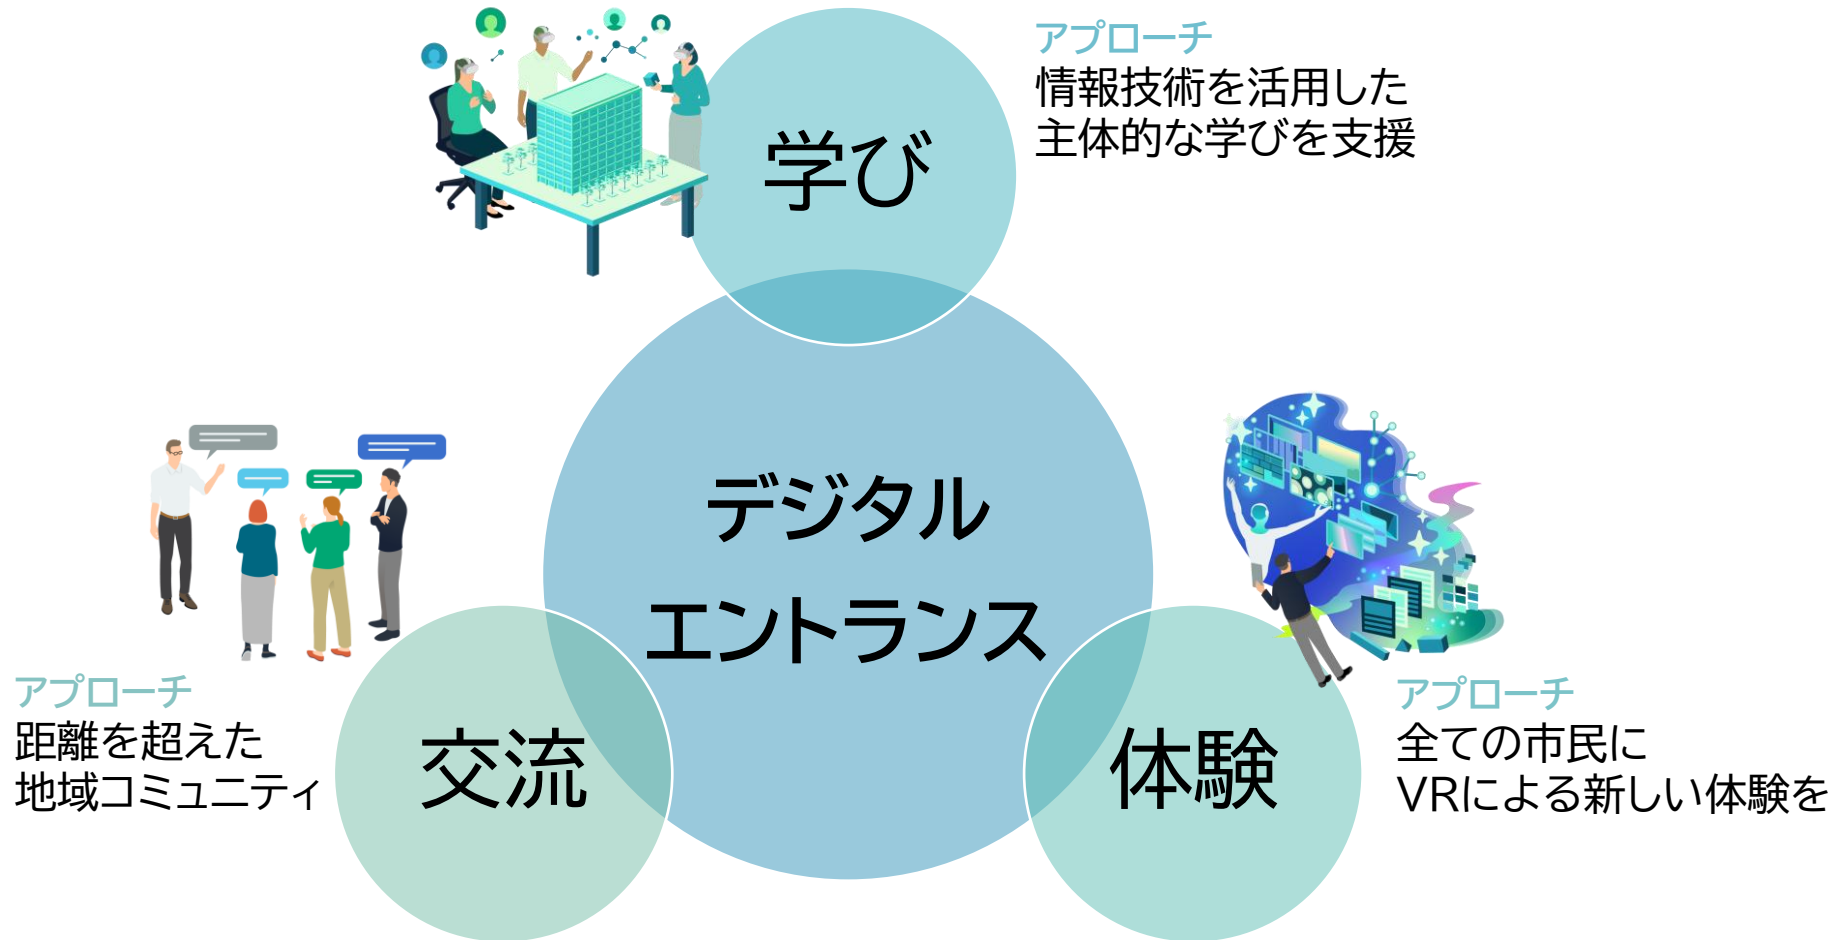 アプローチ
情報技術を活用した
主体的な学びを支援
学び
デジタル
エントランス
アプローチ
距離を超えた
地域コミュニティ
交流
体験
アプローチ
全ての市民に
VRによる新しい体験を